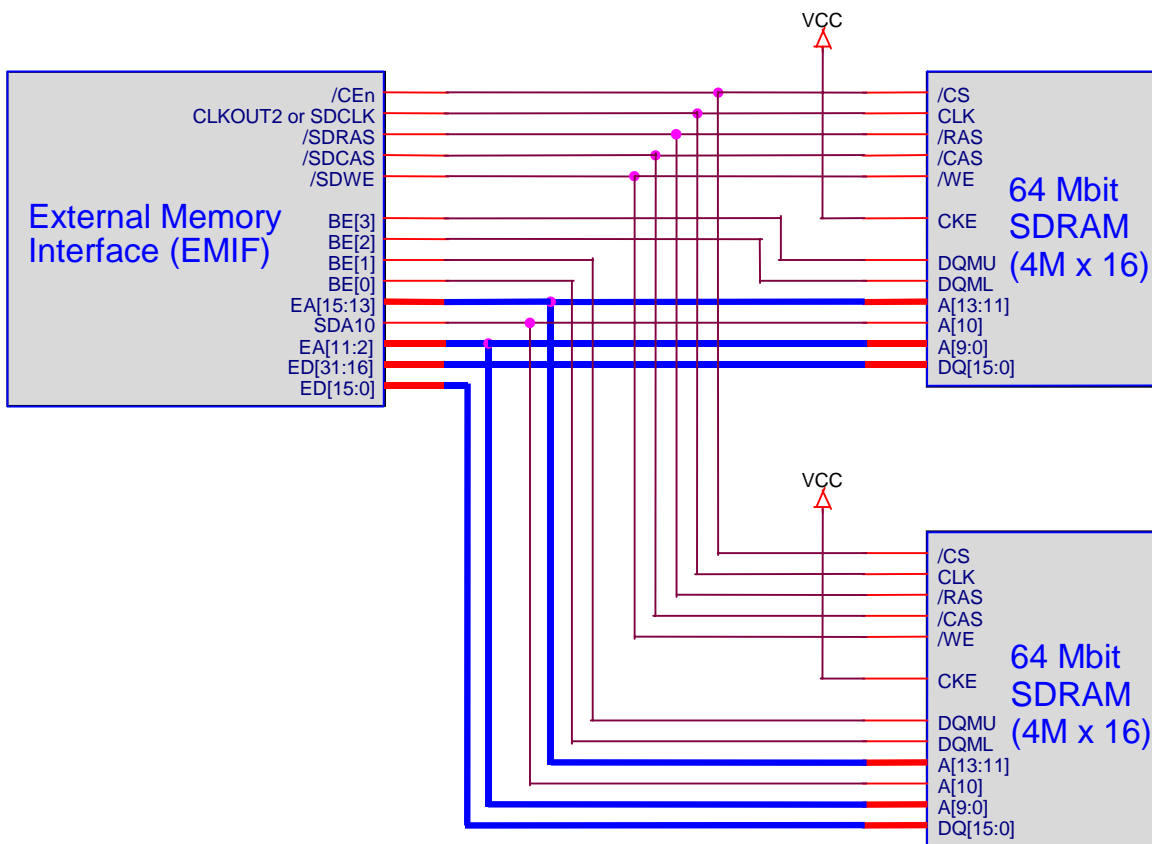 VCC
/CEn
CLKOUT2 or SDCLK
/SDRAS
/SDCAS
/SDWE
External Memory
Interface (EMIF)
BE[3]
BE[2]
BE[1]
BE[0]
EA[15:13]
SDA10
EA[11:2]
ED[31:16]
ED[15:0]
/CS
CLK
/RAS
/CAS
/WE
CKE
DQMU
DQML
A[13:11]
A[10]
A[9:0]
DQ[15:0]
64 Mbit
SDRAM
(4M x 16)
VCC
/CS
CLK
/RAS
/CAS
/WE
CKE
DQMU
DQML
A[13:11]
A[10]
A[9:0]
DQ[15:0]
64 Mbit
SDRAM
(4M x 16)